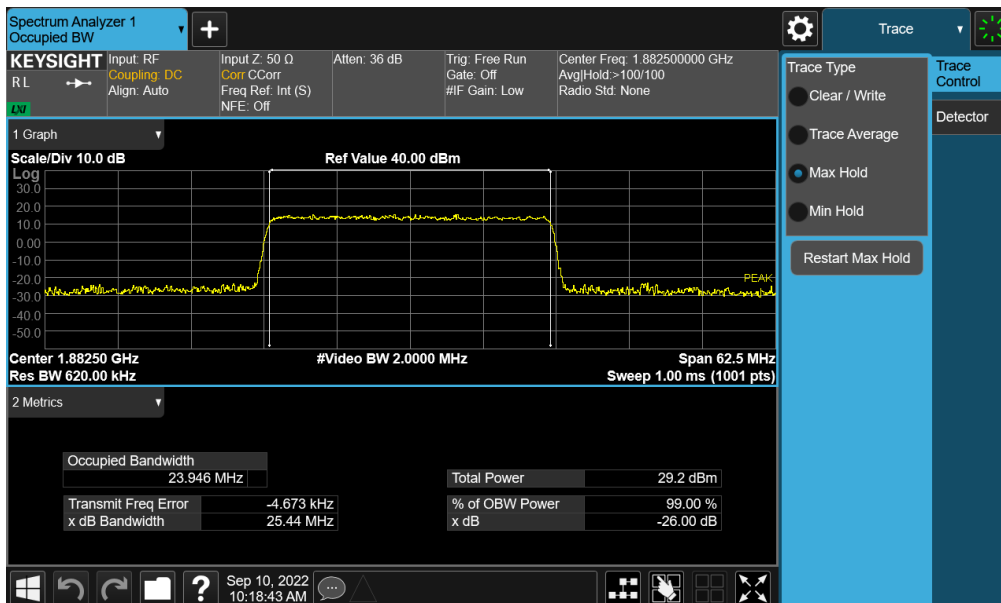 Spectrum Analyzer 1
Occupied BW
Trace
KEYSIGHT
R L
LXI
Input: RF
Coupling: DC
Align: Auto
Input Z: 50 Ω
Corr CCorr
Freq Ref: Int (S)
NFE: Off
Atten: 36 dB
Trig: Free Run
Gate: Off
#IF Gain: Low
Center Freq: 1.882500000 GHz
Avg|Hold:>100/100
Radio Std: None
Trace Type
Clear / Write
Trace Average
Max Hold
Min Hold
Restart Max Hold
Trace
Control
Detector
1 Graph
Scale/Div 10.0 dB
Ref Value 40.00 dBm
Log
30.0
20.0
10.0
0.00
-10.0
-20.0
-30.0
-40.0
-50.0
PEAK
Center 1.88250 GHz
#Video BW 2.0000 MHz
Span 62.5 MHz
Res BW 620.00 kHz
Sweep 1.00 ms (1001 pts)
2 Metrics
Occupied Bandwidth
23.946 MHz
Total Power 29.2 dBm
Transmit Freq Error -4.673 kHz
% of OBW Power 99.00 %
x dB Bandwidth 25.44 MHz
x dB -26.00 dB
?
Sep 10, 2022
10:18:43 AM